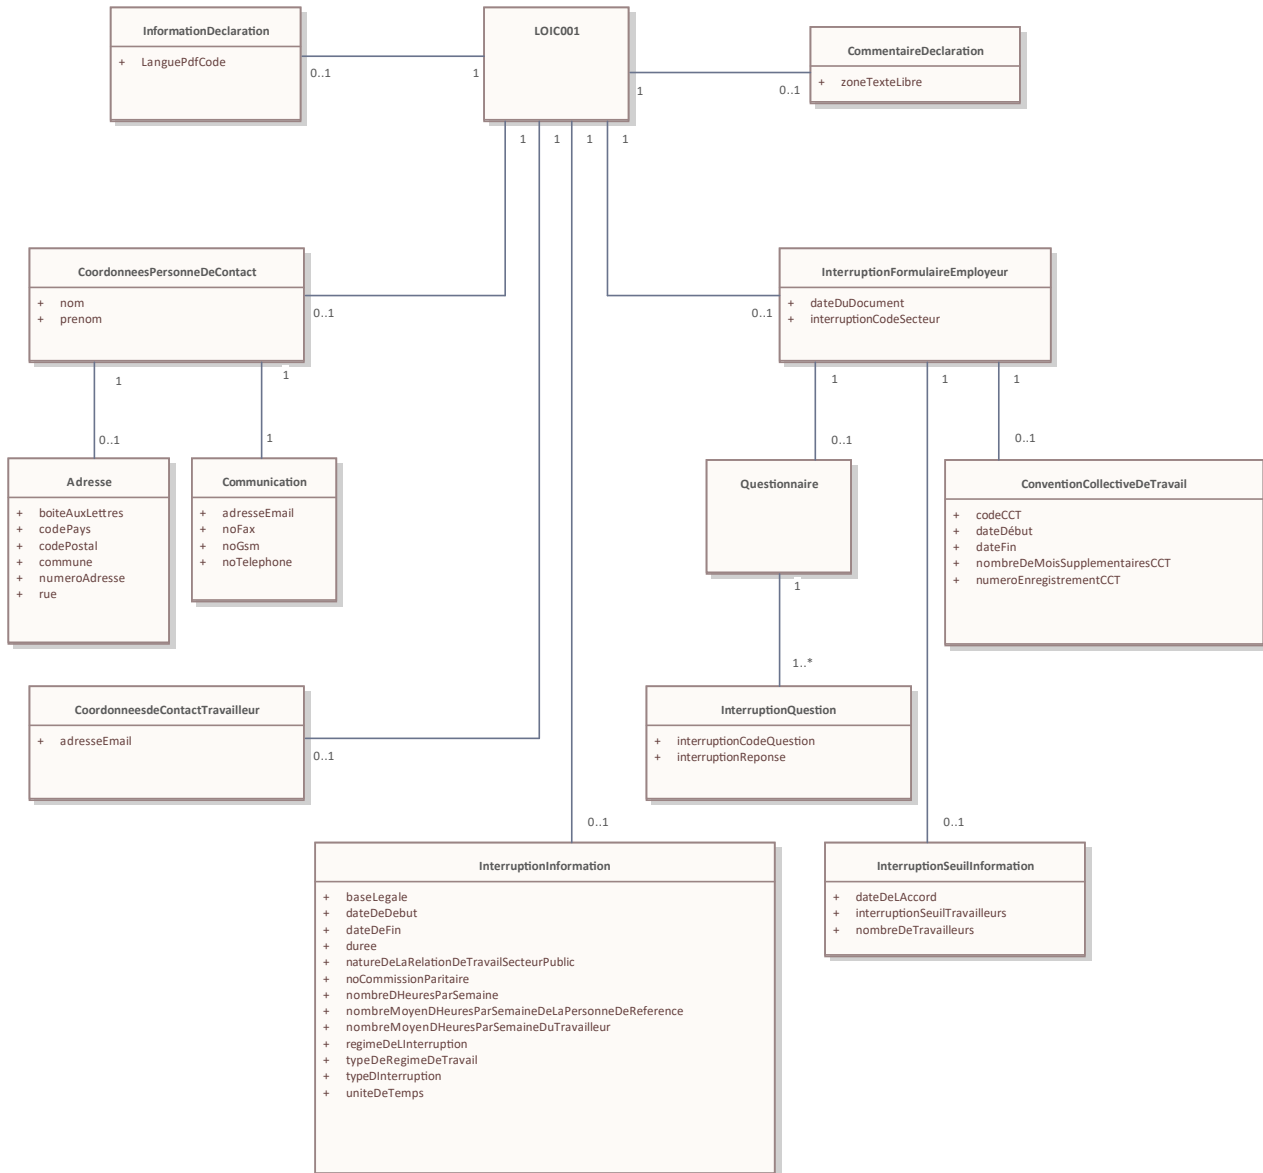 InformationDeclaration
+ LanguePdfCode
LOIC001
CommentaireDeclaration
+ zoneTexteLibre
0..1
1
1
0..1
1
1
1
1
1
CoordonneesPersonneDeContact
+ nom
+ prenom
0..1
InterruptionFormulaireEmployeur
+ dateDuDocument
+ interruptionCodeSecteur
0..1
1
1
1
1
1
0..1
1
0..1
0..1
Adresse
+ boiteAuxLettres
+ codePays
+ codePostal
+ commune
+ numeroAdresse
+ rue
Communication
+ adresseEmail
+ noFax
+ noGsm
+ noTelephone
Questionnaire
ConventionCollectiveDeTravail
+ codeCCT
+ dateDébut
+ dateFin
+ nombreDeMoisSupplementairesCCT
+ numeroEnregistrementCCT
1
1..*
CoordonneesdeContactTravailleur
+ adresseEmail
0..1
InterruptionQuestion
+ interruptionCodeQuestion
+ interruptionReponse
0..1
0..1
InterruptionInformation
+ baseLegale
+ dateDeDebut
+ dateDeFin
+ duree
+ natureDeLaRelationDeTravailSecteurPublic
+ noCommissionParitaire
+ nombreDHeuresParSemaine
+ nombreMoyenDHeuresParSemaineDeLaPersonneDeReference
+ nombreMoyenDHeuresParSemaineDuTravailleur
+ regimeDeLInterruption
+ typeDeRegimeDeTravail
+ typeDInterruption
+ uniteDeTemps
InterruptionSeuilInformation
+ dateDeLAccord
+ interruptionSeuilTravailleurs
+ nombreDeTravailleurs